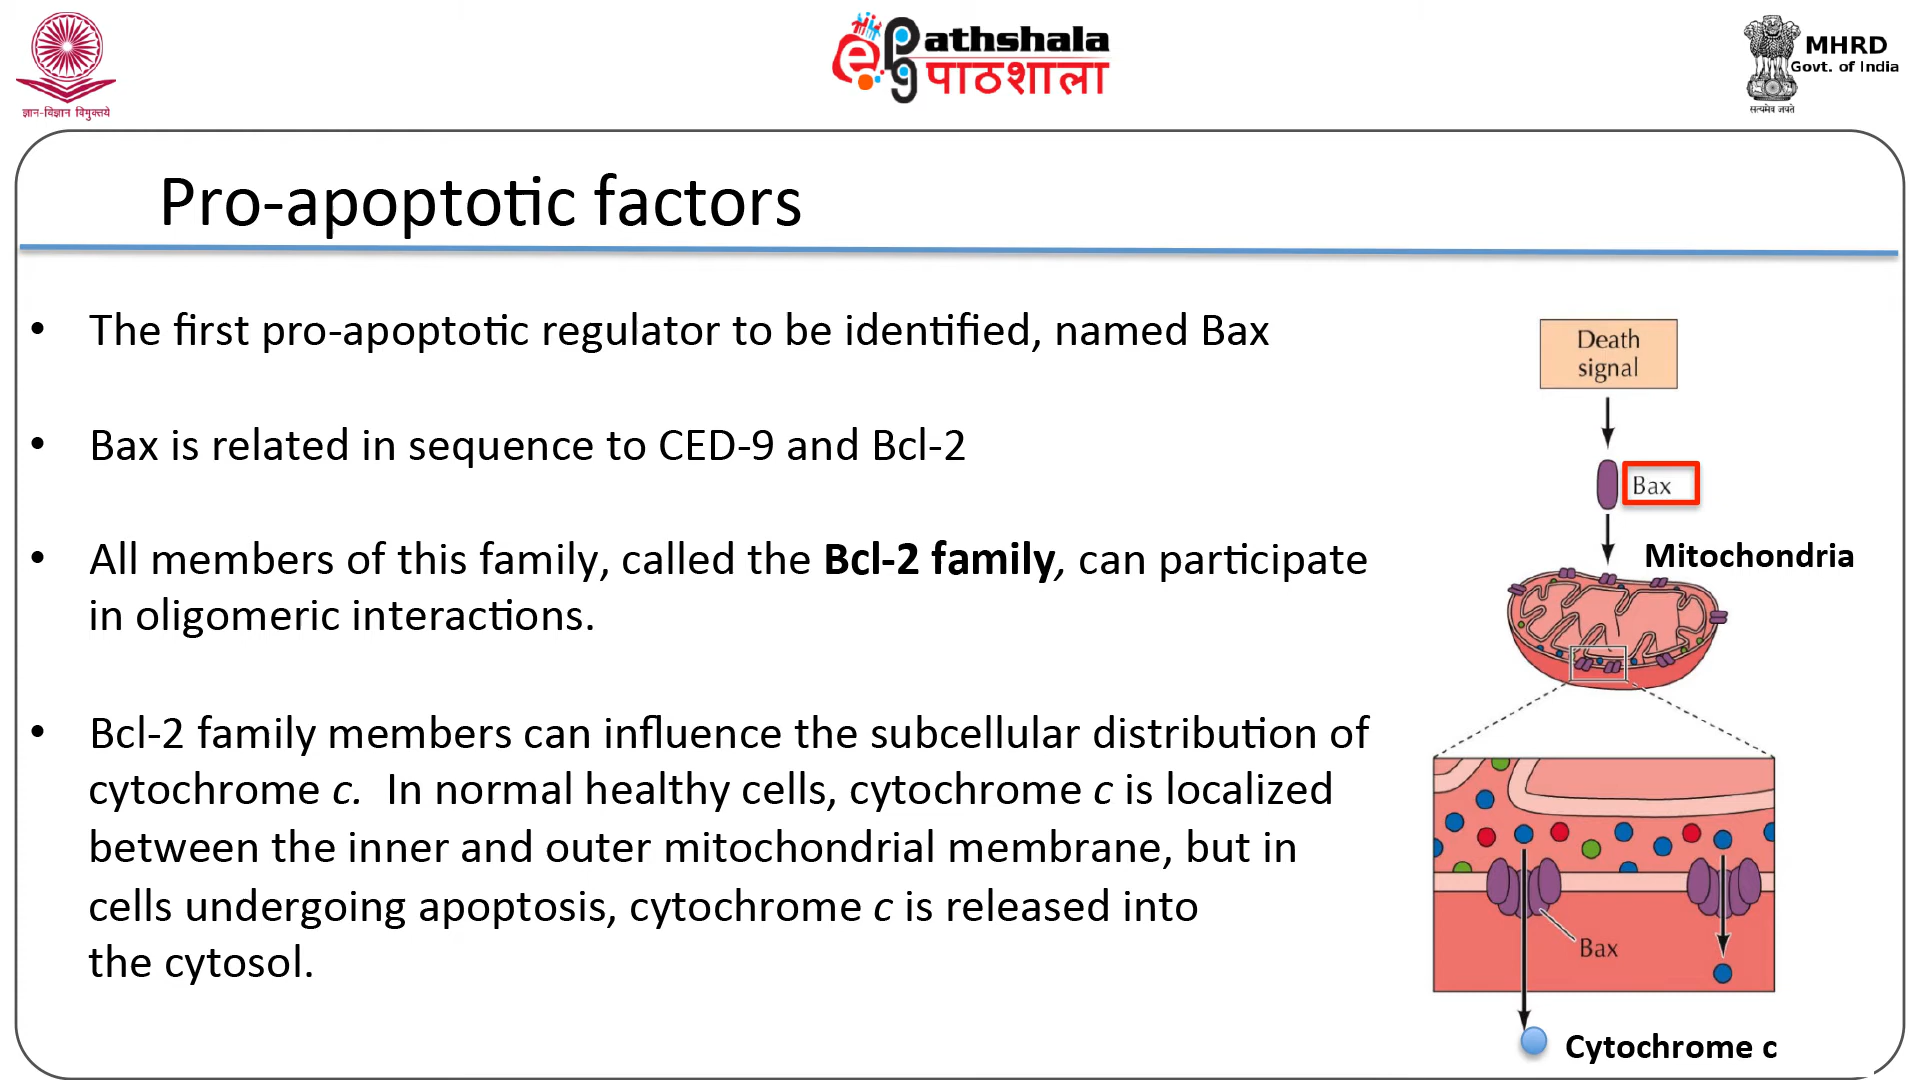 ज्ञान-विज्ञान विमुक्तये
ePg
athshala
पाठशाला
MHRD
Govt. of India
सत्यमेव जयते
Pro-apoptotic factors
• The first pro-apoptotic regulator to be identified, named Bax
• Bax is related in sequence to CED-9 and Bcl-2
• All members of this family, called the Bcl-2 family, can participate
in oligomeric interactions.
• Bcl-2 family members can influence the subcellular distribution of
cytochrome c. In normal healthy cells, cytochrome c is localized
between the inner and outer mitochondrial membrane, but in
cells undergoing apoptosis, cytochrome c is released into
the cytosol.
Death
signal
Bax
Mitochondria
Bax
Cytochrome c